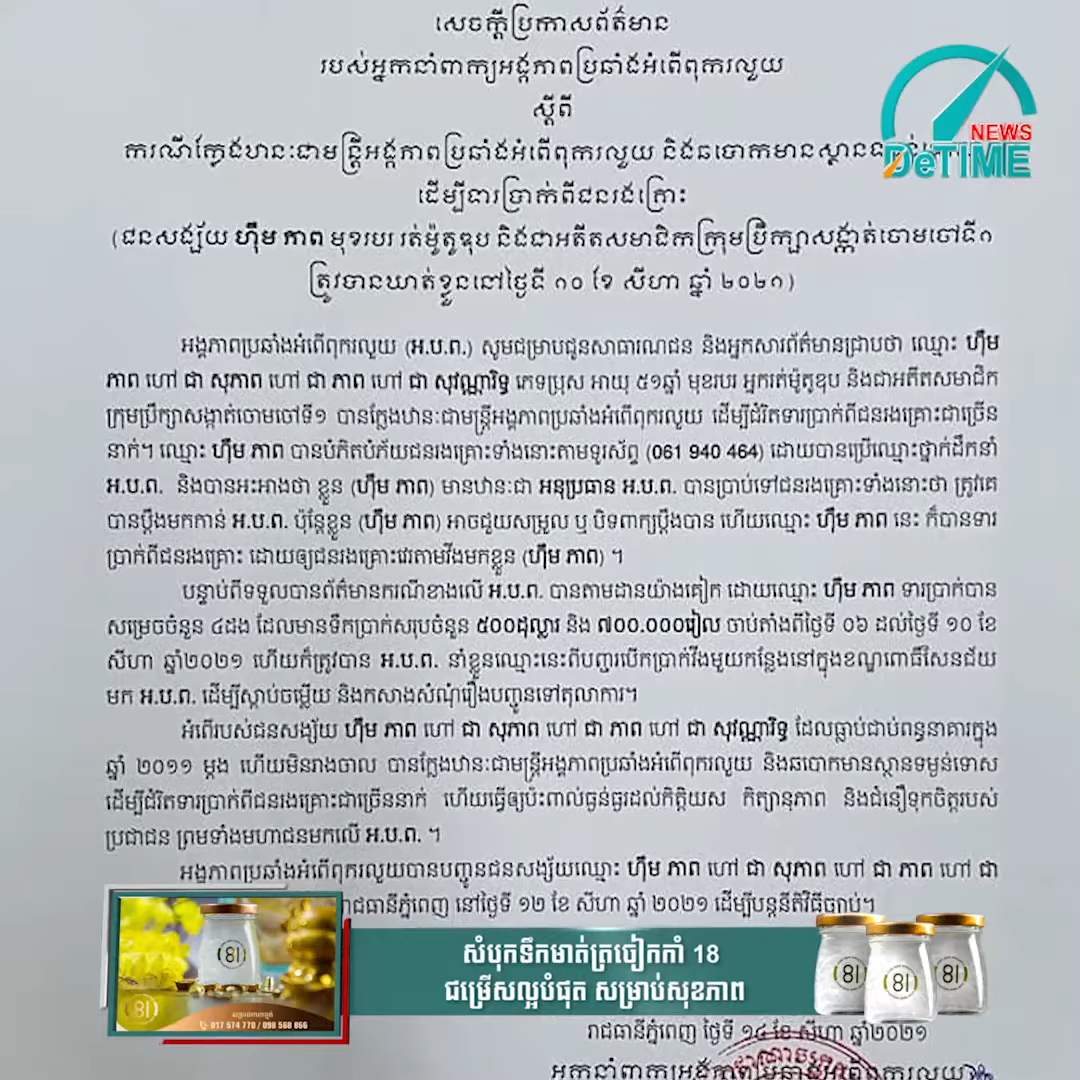 សេចក្តីប្រកាសព័ត៌មាន
របស់អ្នកនាំពាក្យអង្គភាពប្រឆាំងអំពើពុករលួយ
ស្តីពី
ករណីក្លែងឋានៈជាមន្ត្រីអង្គភាពប្រឆាំងអំពើពុករលួយ និងឆបោកមានស្ថាន
NEWS
DeTIME
ដើម្បីទារប្រាក់ពីជនរងគ្រោះ
(ជនសង្ស័យ ហ៊ឹម ភាព មុខរបរ រត់ម៉ូតូឌុប និងជាអតីតសមាជិកក្រុមប្រឹក្សាសង្កាត់ចោមចៅទី១
ត្រូវបានឃាត់ខ្លួននៅថ្ងៃទី ១០ ខែ សីហា ឆ្នាំ ២០២១)
អង្គភាពប្រឆាំងអំពើពុករលួយ (អ.ប.ព.) សូមជម្រាបជូនសាធារណជន និងអ្នកសារព័ត៌មានជ្រាបថា ឈ្មោះ ហ៊ឹម
ភាព ហៅ ជា សុភាព ហៅ ជា ភាព ហៅ ជា សុវណ្ណារិទ្ធ ភេទប្រុស អាយុ ៥១ឆ្នាំ មុខរបរ អ្នករត់ម៉ូតូឌុប និងជាអតីតសមាជិក
ក្រុមប្រឹក្សាសង្កាត់ចោមចៅទី១ បានក្លែងឋានៈជាមន្ត្រីអង្គភាពប្រឆាំងអំពើពុករលួយ ដើម្បីជំរិតទារប្រាក់ពីជនរងគ្រោះជាច្រើន
នាក់។ ឈ្មោះ ហ៊ឹម ភាព បានបំភិតបំភ័យជនរងគ្រោះទាំងនោះតាមទូរស័ព្ទ (061 940 464) ដោយបានប្រើឈ្មោះថ្នាក់ដឹកនាំ
អ.ប.ព. និងបានអះអាងថា ខ្លួន (ហ៊ឹម ភាព) មានឋានៈជា អនុប្រធាន អ.ប.ព. បានប្រាប់ទៅជនរងគ្រោះទាំងនោះថា ត្រូវគេ
បានប្តឹងមកកាន់ អ.ប.ព. ប៉ុន្តែខ្លួន (ហ៊ឹម ភាព) អាចជួយសម្រួល ឬ បិទពាក្យប្តឹងបាន ហើយឈ្មោះ ហ៊ឹម ភាព នេះ ក៏បានទារ
ប្រាក់ពីជនរងគ្រោះ ដោយឲ្យជនរងគ្រោះវេរតាមវីងមកខ្លួន (ហ៊ឹម ភាព) ។
បន្ទាប់ពីទទួលបានព័ត៌មានករណីខាងលើ អ.ប.ព. បានតាមដានយ៉ាងគៀក ដោយឈ្មោះ ហ៊ឹម ភាព ទារប្រាក់បាន
សម្រេចចំនួន ៤ដង ដែលមានទឹកប្រាក់សរុបចំនួន ៥០០ដុល្លារ និង ៧០០.០០០រៀល ចាប់តាំងពីថ្ងៃទី ០៦ ដល់ថ្ងៃទី ១០ ខែ
សីហា ឆ្នាំ២០២១ ហើយក៏ត្រូវបាន អ.ប.ព. នាំខ្លួនឈ្មោះនេះពីបញ្ជរបើកប្រាក់វីងមួយកន្លែងនៅក្នុងខណ្ឌពោធិ៍សែនជ័យ
មក អ.ប.ព. ដើម្បីស្តាប់ចម្លើយ និងកសាងសំណុំរឿងបញ្ជូនទៅតុលាការ។
អំពើរបស់ជនសង្ស័យ ហ៊ឹម ភាព ហៅ ជា សុភាព ហៅ ជា ភាព ហៅ ជា សុវណ្ណារិទ្ធ ដែលធ្លាប់ជាប់ពន្ធនាគារក្នុង
ឆ្នាំ ២០១១ ម្តង ហើយមិនរាងចាល បានក្លែងឋានៈជាមន្ត្រីអង្គភាពប្រឆាំងអំពើពុករលួយ និងឆបោកមានស្ថានទម្ងន់ទោស
ដើម្បីជំរិតទារប្រាក់ពីជនរងគ្រោះជាច្រើននាក់ ហើយធ្វើឲ្យប៉ះពាល់ធ្ងន់ធ្ងរដល់កិត្តិយស កិត្យានុភាព និងជំនឿទុកចិត្តរបស់
ប្រជាជន ព្រមទាំងមហាជនមកលើ អ.ប.ព. ។
អង្គភាពប្រឆាំងអំពើពុករលួយបានបញ្ជូនជនសង្ស័យឈ្មោះ ហ៊ឹម ភាព ហៅ ជា សុភាព ហៅ ជា ភាព ហៅ ជា
រាជធានីភ្នំពេញ នៅថ្ងៃទី ១២ ខែ សីហា ឆ្នាំ ២០២១ ដើម្បីបន្តនីតិវិធីច្បាប់។
សំបុកទឹកមាត់ត្រចៀកកាំ 18
ជម្រើសល្អបំផុត សម្រាប់សុខភាព
017 574 770 / 098 568 866
រាជធានីភ្នំពេញ ថ្ងៃទី ១៤ ខែ សីហា ឆ្នាំ២០២១
អ្នកនាំពាក្យអង្គភាពប្រឆាំងអំពើពុករលួយ